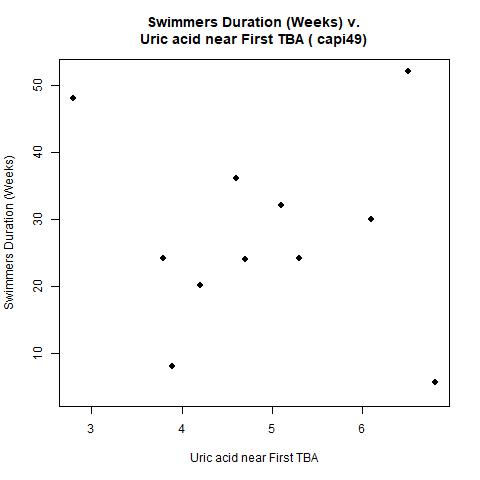 Swimmers Duration (Weeks) v.
Uric acid near First TBA ( capi49)
Swimmers Duration (Weeks)
50
40
30
20
10
3
4
5
6
Uric acid near First TBA